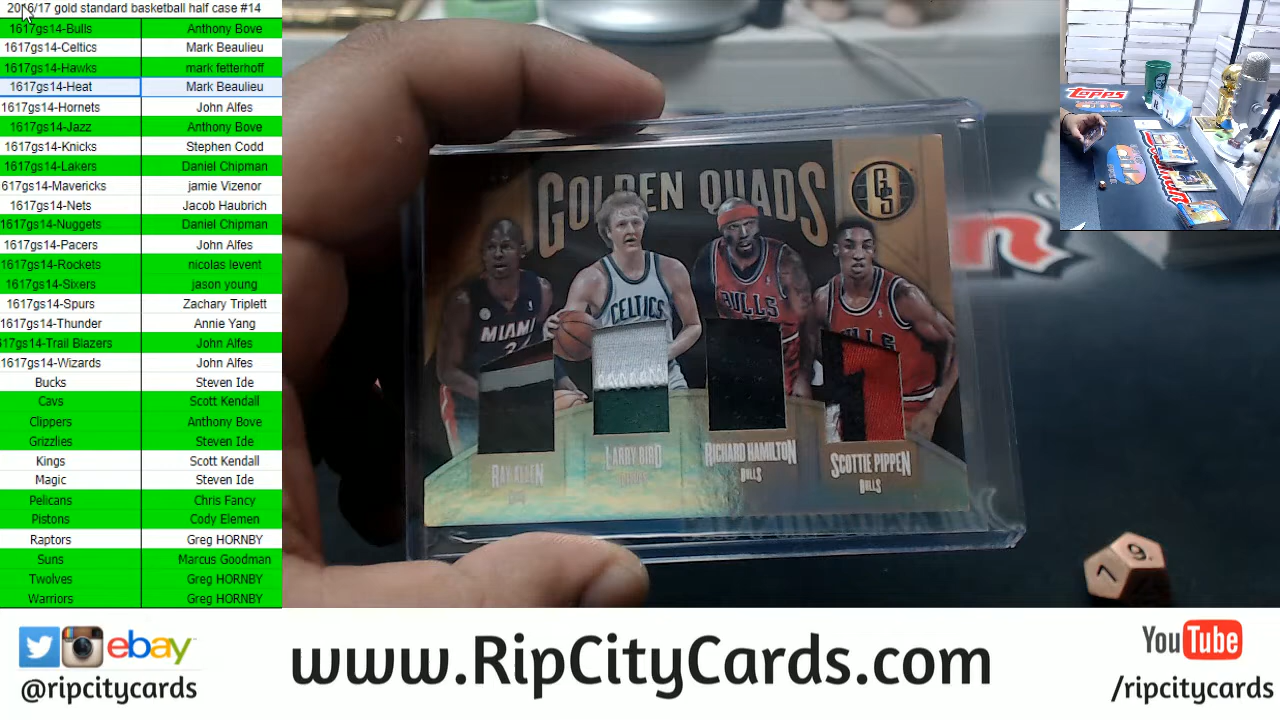 2016/17 gold standard basketball half case #14
1617gs14-Bulls Anthony Bove
1617gs14-Celtics Mark Beaulieu
1617gs14-Hawks mark fetterhoff
1617gs14-Heat Mark Beaulieu
1617gs14-Hornets John Alfes
1617gs14-Jazz Anthony Bove
1617gs14-Knicks Stephen Codd
1617gs14-Lakers Daniel Chipman
1617gs14-Mavericks jamie Vizenor
1617gs14-Nets Jacob Haubrich
1617gs14-Nuggets Daniel Chipman
1617gs14-Pacers John Alfes
1617gs14-Rockets nicolas levent
1617gs14-Sixers jason young
1617gs14-Spurs Zachary Triplett
1617gs14-Thunder Annie Yang
1617gs14-Trail Blazers John Alfes
1617gs14-Wizards John Alfes
Bucks Steven Ide
Cavs Scott Kendall
Clippers Anthony Bove
Grizzlies Steven Ide
Kings Scott Kendall
Magic Steven Ide
Pelicans Chris Fancy
Pistons Cody Elemen
Raptors Greg HORNBY
Suns Marcus Goodman
Twolves Greg HORNBY
Warriors Greg HORNBY
GOLDEN QUADS
GS
MIAMI
CELTICS
BULLS
RAY ALLEN
LARRY BIRD
RICHARD HAMILTON
BULLS
SCOTTIE PIPPEN
BULLS
Topps
9
7
ebay
@ripcitycards
www.RipCityCards.com
YouTube
/ripcitycards